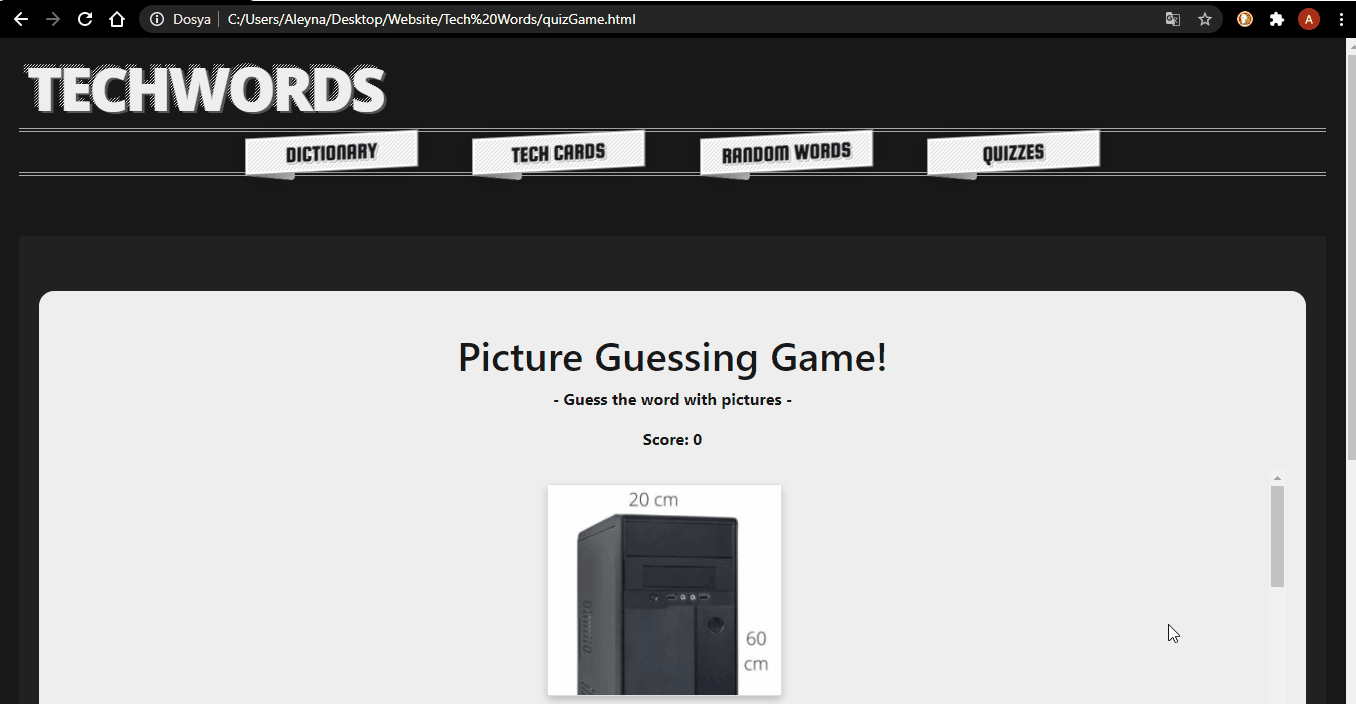 Dosya
C:/Users/Aleyna/Desktop/Website/Tech%20Words/quizGame.html
A
TECHWORDS
DICTIONARY
TECH CARDS
RANDOM WORDS
QUIZZES
Picture Guessing Game!
- Guess the word with pictures -
Score: 0
20 cm
60
cm